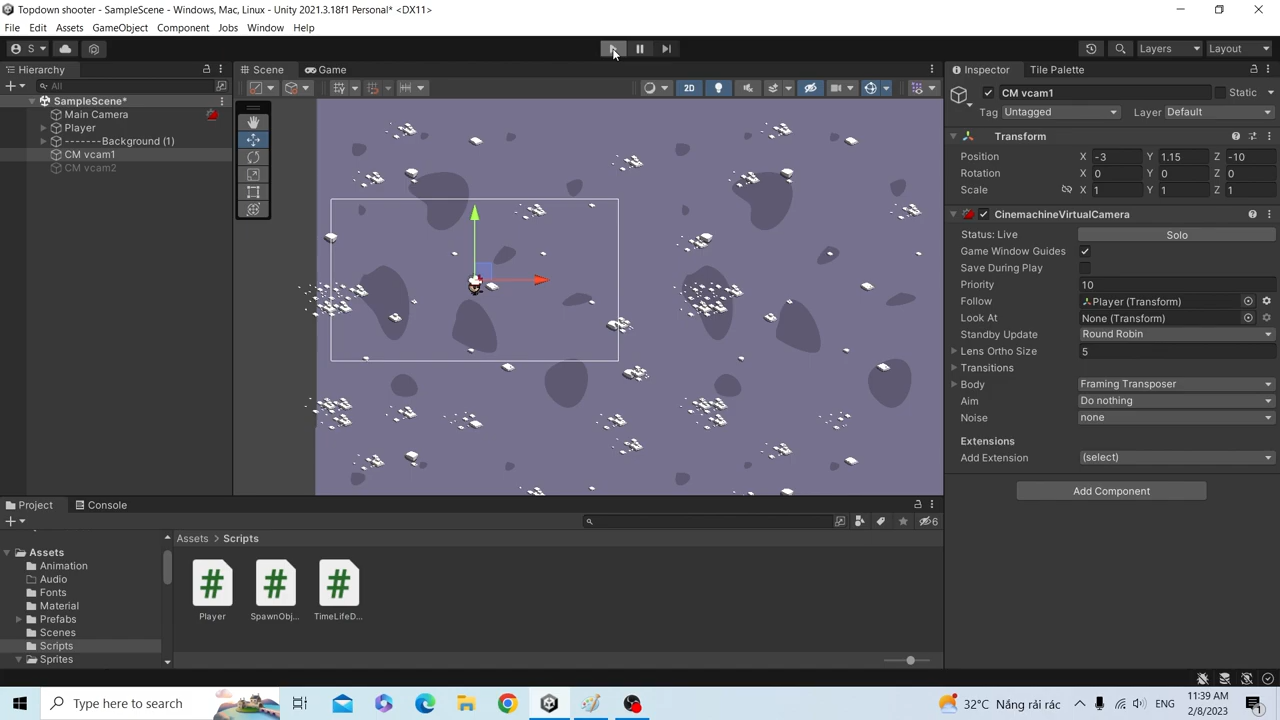 Topdown shooter - SampleScene - Windows, Mac, Linux - Unity 2021.3.18f1 Personal* <DX11>
File Edit Assets GameObject Component Jobs Window Help
S Layers Layout
Hierarchy Scene Game Inspector Tile Palette
All
2D
SampleScene*
Main Camera
Player
-------Background (1)
CM vcam1
CM vcam2
CM vcam1 Static
Tag Untagged Layer Default
Transform
Position X -3 Y 1.15 Z -10
Rotation X 0 Y 0 Z 0
Scale X 1 Y 1 Z 1
CinemachineVirtualCamera
Status: Live Solo
Game Window Guides
Save During Play
Priority 10
Follow Player (Transform)
Look At None (Transform)
Standby Update Round Robin
Lens Ortho Size 5
Transitions
Body Framing Transposer
Aim Do nothing
Noise none
Extensions
Add Extension (select)
Add Component
Project Console
6
Assets
Animation
Audio
Fonts
Material
Prefabs
Scenes
Scripts
Sprites
Assets Scripts
Player SpawnObj... TimeLifeD...
Type here to search
32°C Nắng rải rác ENG 11:39 AM
2/8/2023 1